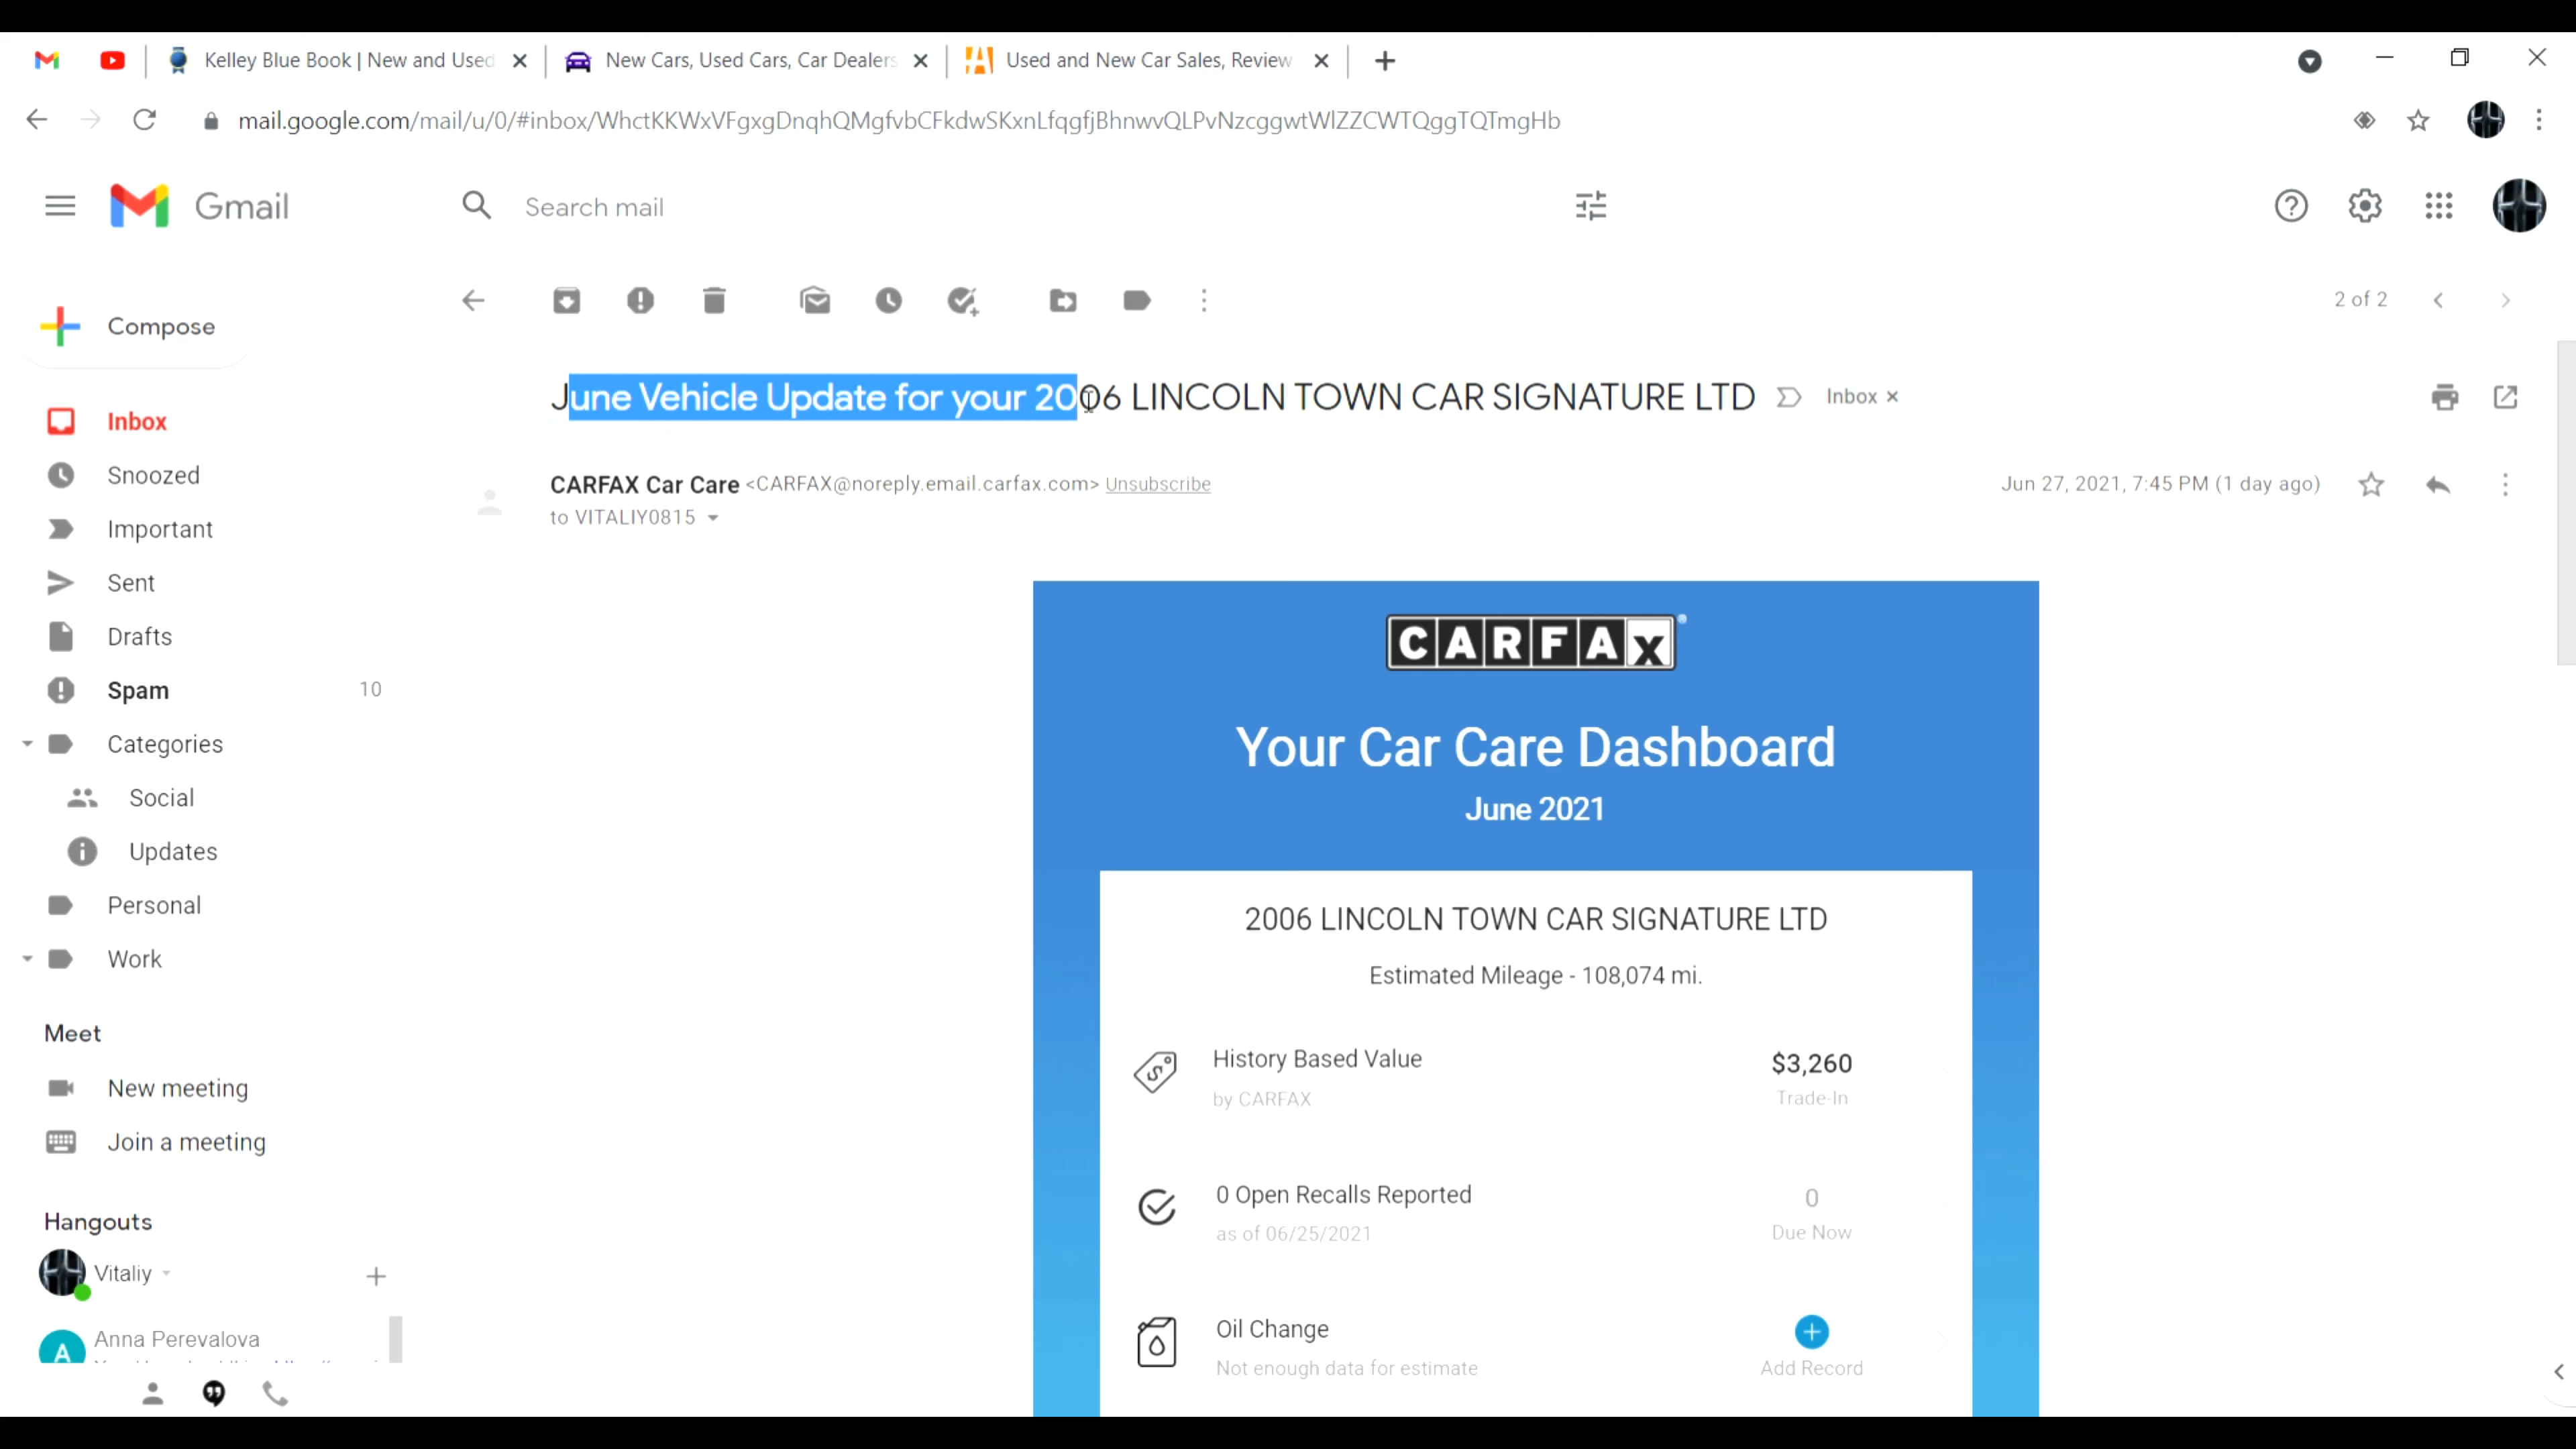 Kelley Blue Book | New and Used
New Cars, Used Cars, Car Dealers
Used and New Car Sales, Review
mail.google.com/mail/u/0/#inbox/WhctKKWxVFgxgDnqhQMgfvbCFkdwSKxnLfqgfjBhnwvQLPvNzcggwtWlZZCWTQggTQTmgHb
Gmail
Search mail
Compose
2 of 2
June Vehicle Update for your 2006 LINCOLN TOWN CAR SIGNATURE LTD
Inbox ×
CARFAX Car Care <CARFAX@noreply.email.carfax.com> Unsubscribe
Jun 27, 2021, 7:45 PM (1 day ago)
to VITALIY0815
Inbox
Snoozed
Important
Sent
Drafts
Spam 10
Categories
Social
Updates
Personal
Work
Meet
New meeting
Join a meeting
Hangouts
Vitaliy
A Anna Perevalova
CARFAX®
Your Car Care Dashboard
June 2021
2006 LINCOLN TOWN CAR SIGNATURE LTD
Estimated Mileage - 108,074 mi.
History Based Value $3,260
by CARFAX Trade-In
0 Open Recalls Reported 0
as of 06/25/2021 Due Now
Oil Change
Not enough data for estimate Add Record